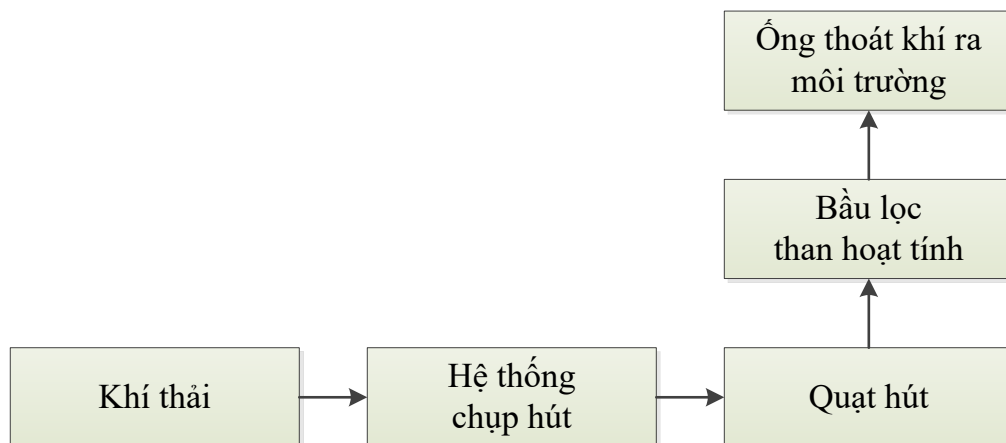 Ống thoát khí ra
môi trường
Bầu lọc
than hoạt tính
Khí thải
Hệ thống
chụp hút
Quạt hút